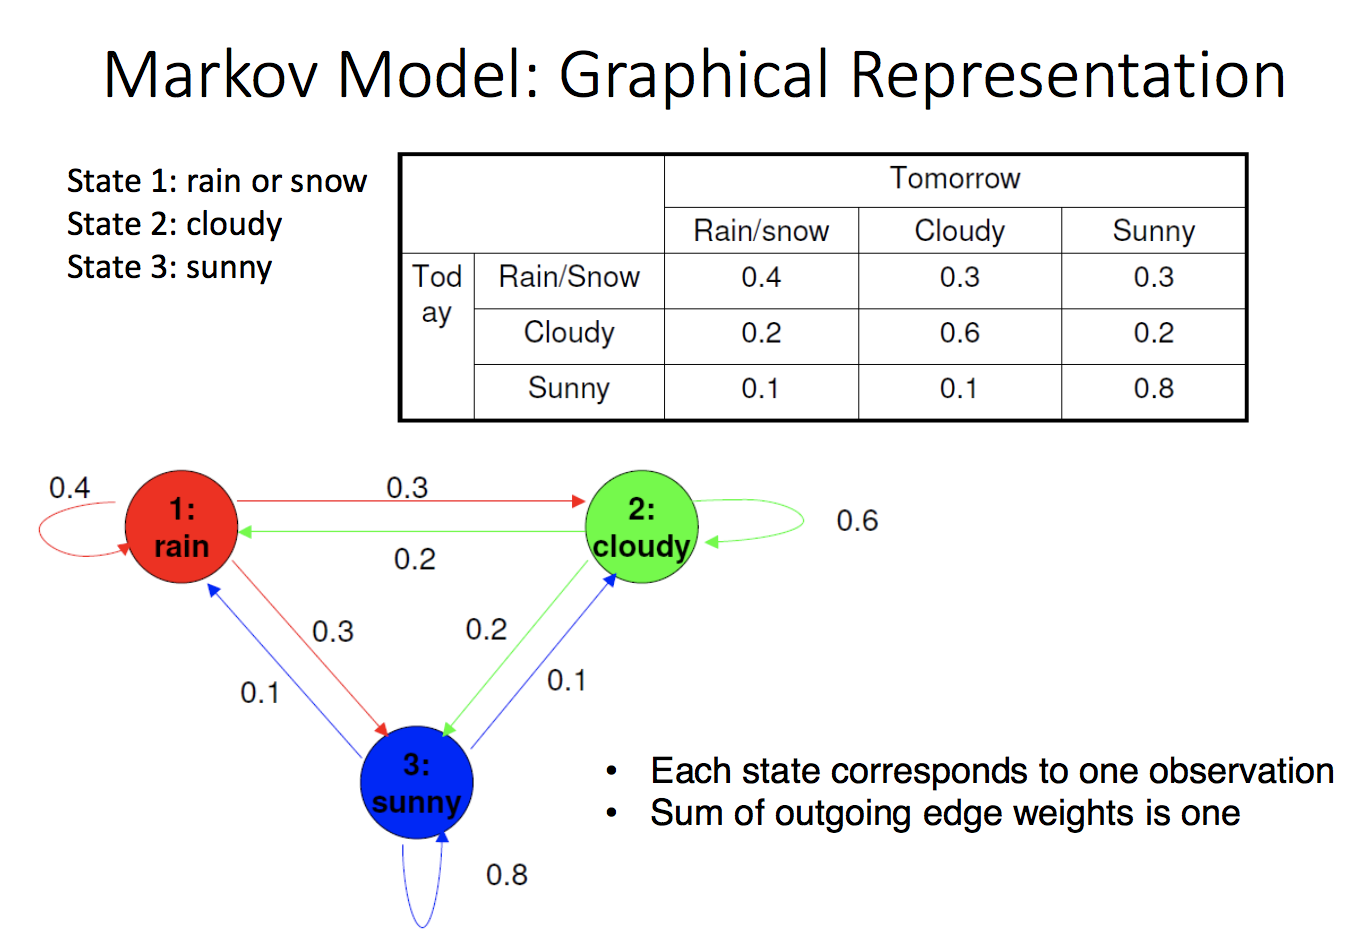 Markov Model: Graphical Representation
State 1: rain or snow
State 2: cloudy
State 3: sunny
Tomorrow
Rain/snow Cloudy Sunny
Tod
ay
Rain/Snow 0.4 0.3 0.3
Cloudy 0.2 0.6 0.2
Sunny 0.1 0.1 0.8
0.4
1:
rain
0.3
0.2
2:
cloudy
0.6
0.3
0.2
0.1
0.1
3:
sunny
0.8
• Each state corresponds to one observation
• Sum of outgoing edge weights is one